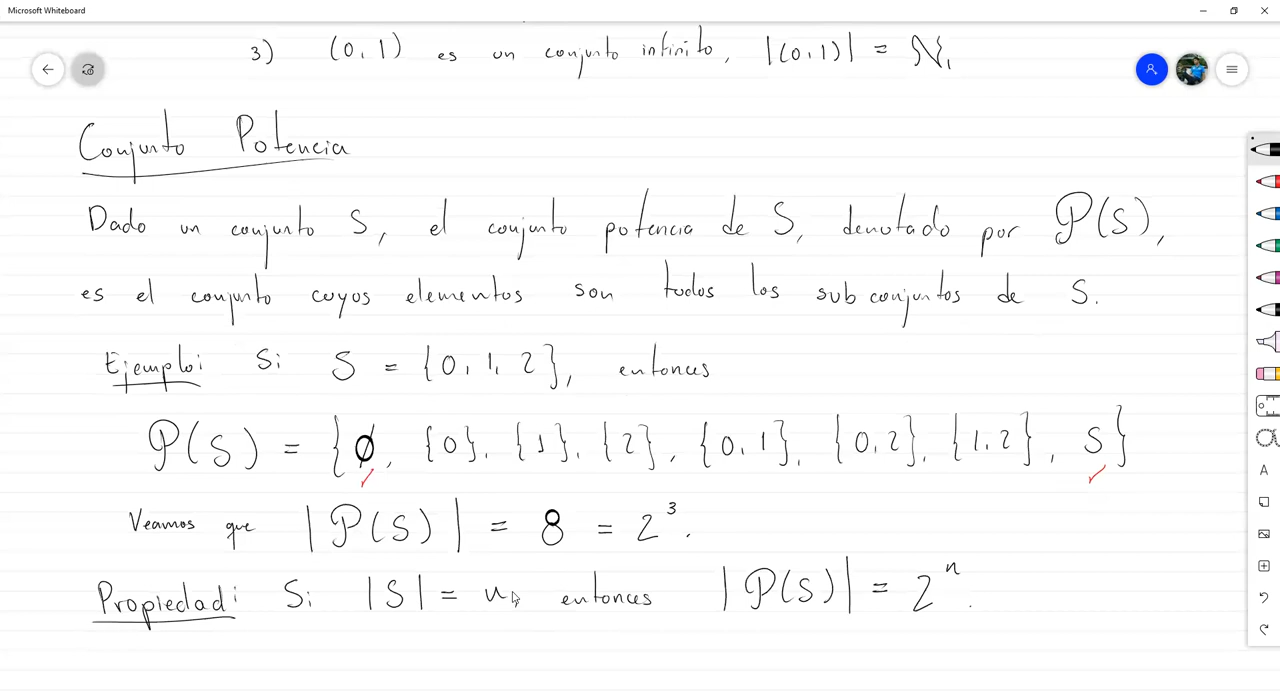 Microsoft Whiteboard
3) (0,1) es un conjunto infinito, |(0,1)| = ℵ₁
Conjunto Potencia
Dado un conjunto S, el conjunto potencia de S, denotado por 𝒫(S),
es el conjunto cuyos elementos son todos los subconjuntos de S.
Ejemplo: Si S = {0, 1, 2}, entonces
𝒫(S) = {∅, {0}, {1}, {2}, {0,1}, {0,2}, {1,2}, S}
Veamos que |𝒫(S)| = 8 = 2³.
Propiedad: Si |S| = n, entonces |𝒫(S)| = 2ⁿ.
A